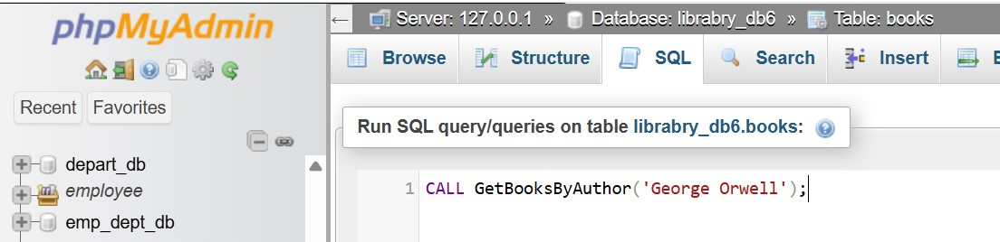 phpMyAdmin
Recent Favorites
depart_db
employee
emp_dept_db
Server: 127.0.0.1 » Database: librabry_db6 » Table: books
Browse Structure SQL Search Insert E
Run SQL query/queries on table librabry_db6.books:
1 CALL GetBooksByAuthor('George Orwell');